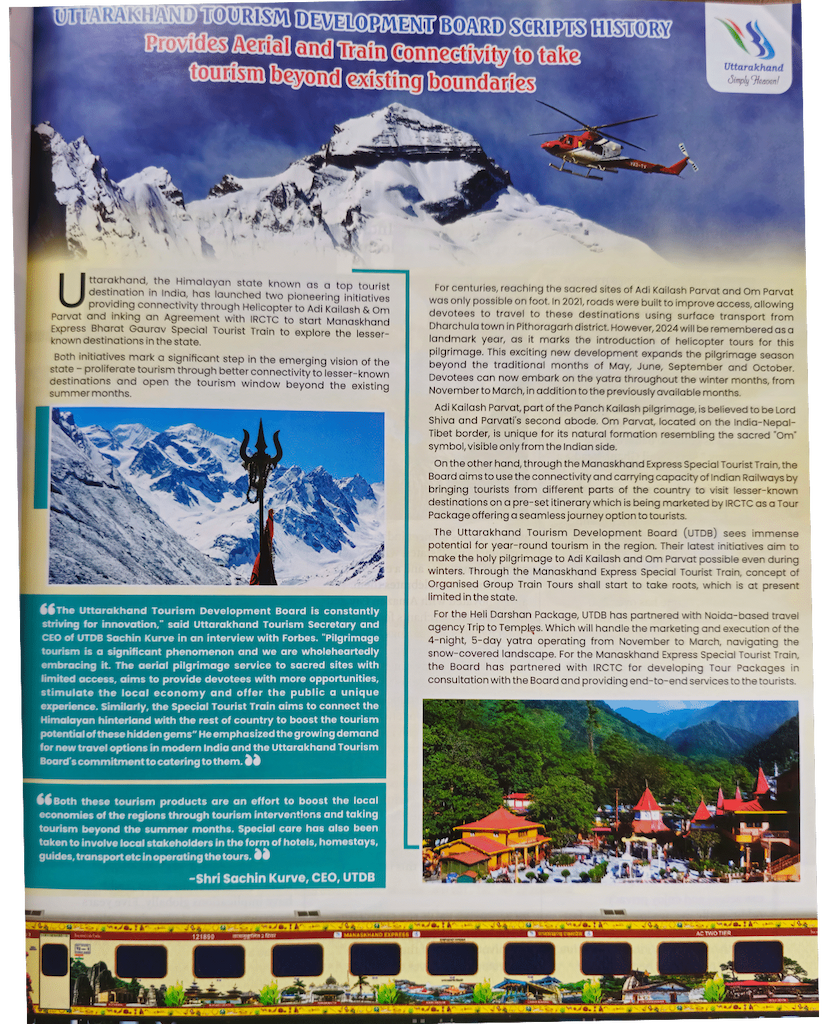 UTTARAKHAND TOURISM DEVELOPMENT BOARD SCRIPTS HISTORY
Provides Aerial and Train Connectivity to take
tourism beyond existing boundaries
Uttarakhand
Simply Heaven!
Uttarakhand, the Himalayan state known as a top tourist
destination in India, has launched two pioneering initiatives
providing connectivity through Helicopter to Adi Kailash & Om
Parvat and inking an Agreement with IRCTC to start Manaskhand
Express Bharat Gaurav Special Tourist Train to explore the lesser-
known destinations in the state.
Both initiatives mark a significant step in the emerging vision of the
state – proliferate tourism through better connectivity to lesser-known
destinations and open the tourism window beyond the existing
summer months.
❝The Uttarakhand Tourism Development Board is constantly
striving for innovation," said Uttarakhand Tourism Secretary and
CEO of UTDB Sachin Kurve in an interview with Forbes. "Pilgrimage
tourism is a significant phenomenon and we are wholeheartedly
embracing it. The aerial pilgrimage service to sacred sites with
limited access, aims to provide devotees with more opportunities,
stimulate the local economy and offer the public a unique
experience. Similarly, the Special Tourist Train aims to connect the
Himalayan hinterland with the rest of country to boost the tourism
potential of these hidden gems" He emphasized the growing demand
for new travel options in modern India and the Uttarakhand Tourism
Board's commitment to catering to them. ❞
❝Both these tourism products are an effort to boost the local
economies of the regions through tourism interventions and taking
tourism beyond the summer months. Special care has also been
taken to involve local stakeholders in the form of hotels, homestays,
guides, transport etc in operating the tours. ❞
-Shri Sachin Kurve, CEO, UTDB
For centuries, reaching the sacred sites of Adi Kailash Parvat and Om Parvat
was only possible on foot. In 2021, roads were built to improve access, allowing
devotees to travel to these destinations using surface transport from
Dharchula town in Pithoragarh district. However, 2024 will be remembered as a
landmark year, as it marks the introduction of helicopter tours for this
pilgrimage. This exciting new development expands the pilgrimage season
beyond the traditional months of May, June, September and October.
Devotees can now embark on the yatra throughout the winter months, from
November to March, in addition to the previously available months.
Adi Kailash Parvat, part of the Panch Kailash pilgrimage, is believed to be Lord
Shiva and Parvati's second abode. Om Parvat, located on the India-Nepal-
Tibet border, is unique for its natural formation resembling the sacred "Om"
symbol, visible only from the Indian side.
On the other hand, through the Manaskhand Express Special Tourist Train, the
Board aims to use the connectivity and carrying capacity of Indian Railways by
bringing tourists from different parts of the country to visit lesser-known
destinations on a pre-set itinerary which is being marketed by IRCTC as a Tour
Package offering a seamless journey option to tourists.
The Uttarakhand Tourism Development Board (UTDB) sees immense
potential for year-round tourism in the region. Their latest initiatives aim to
make the holy pilgrimage to Adi Kailash and Om Parvat possible even during
winters. Through the Manaskhand Express Special Tourist Train, concept of
Organised Group Train Tours shall start to take roots, which is at present
limited in the state.
For the Heli Darshan Package, UTDB has partnered with Noida-based travel
agency Trip to Temples. Which will handle the marketing and execution of the
4-night, 5-day yatra operating from November to March, navigating the
snow-covered landscape. For the Manaskhand Express Special Tourist Train,
the Board has partnered with IRCTC for developing Tour Packages in
consultation with the Board and providing end-to-end services to the tourists.
121800
MANASKHAND EXPRESS
AC TWO TIER